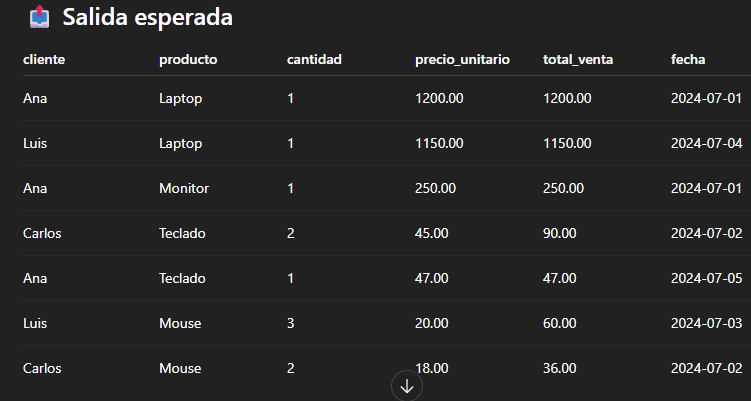 Salida esperada
cliente producto cantidad precio_unitario total_venta fecha
Ana Laptop 1 1200.00 1200.00 2024-07-01
Luis Laptop 1 1150.00 1150.00 2024-07-04
Ana Monitor 1 250.00 250.00 2024-07-01
Carlos Teclado 2 45.00 90.00 2024-07-02
Ana Teclado 1 47.00 47.00 2024-07-05
Luis Mouse 3 20.00 60.00 2024-07-03
Carlos Mouse 2 18.00 36.00 2024-07-02